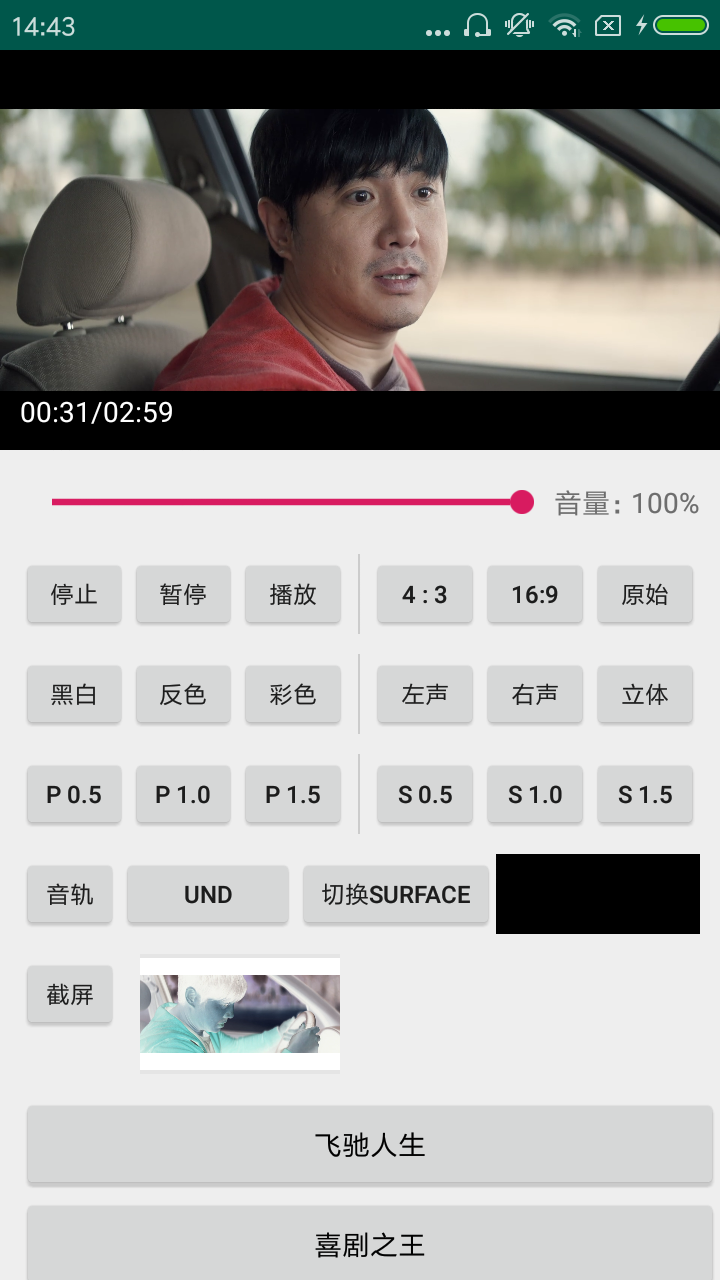 14:43
00:31/02:59
音量: 100%
停止 暂停 播放 4 : 3 16:9 原始
黑白 反色 彩色 左声 右声 立体
P 0.5 P 1.0 P 1.5 S 0.5 S 1.0 S 1.5
音轨 UND 切换SURFACE
截屏
飞驰人生
喜剧之王